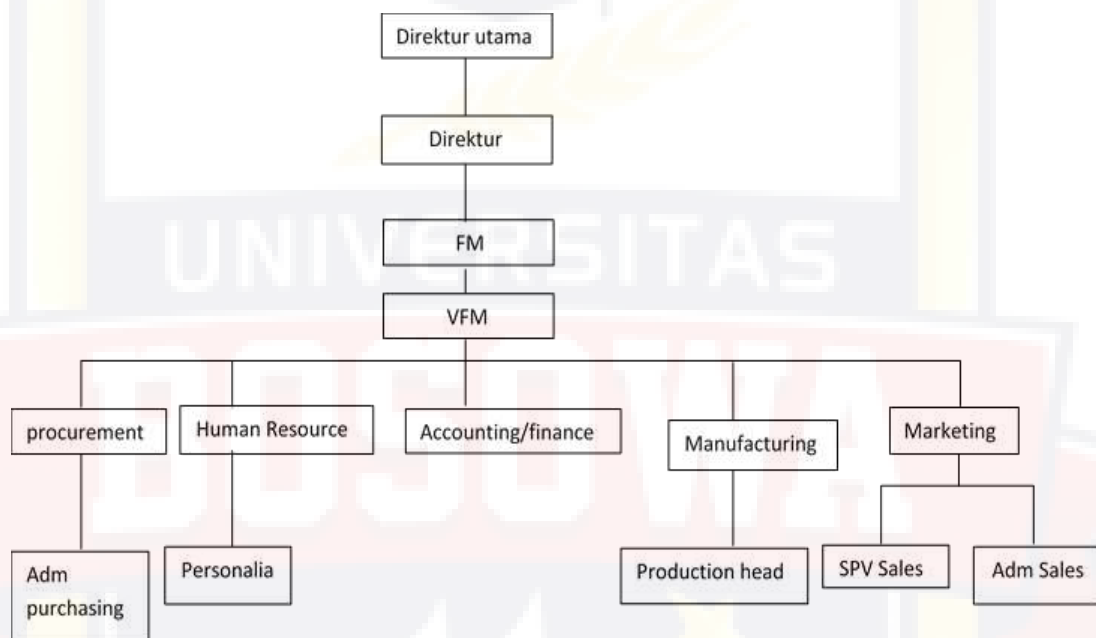 Direktur utama
Direktur
UNIVERSITAS
FM
VFM
BOSOWA
procurement
Human Resource
Accounting/finance
Manufacturing
Marketing
Adm
purchasing
Personalia
Production head
SPV Sales
Adm Sales